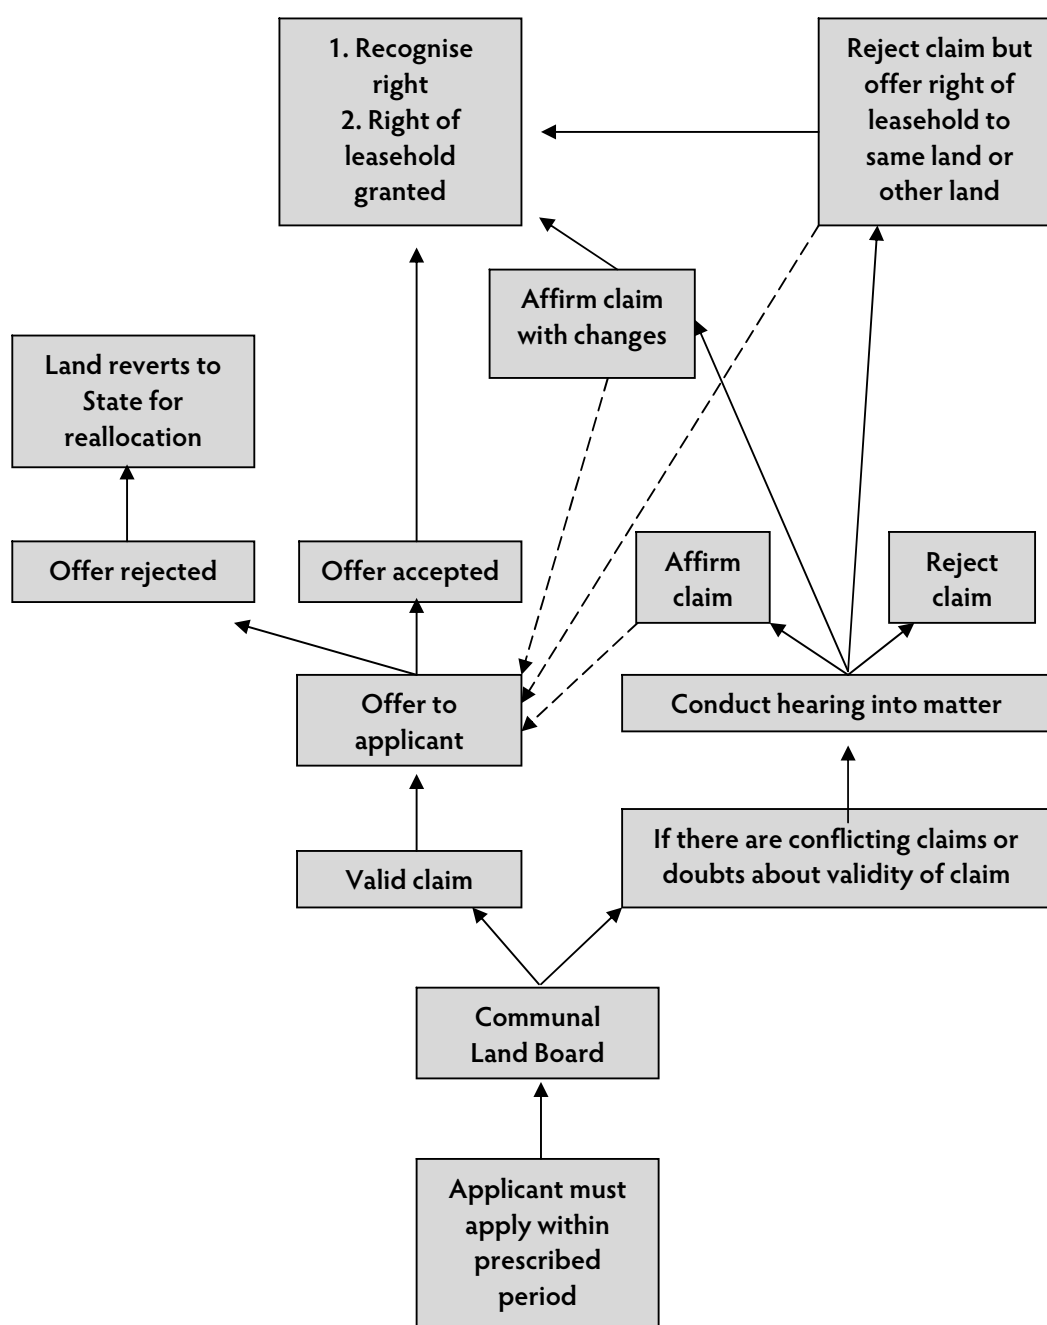 1. Recognise
right
2. Right of
leasehold
granted
Reject claim but
offer right of
leasehold to
same land or
other land
Affirm claim
with changes
Land reverts to
State for
reallocation
Offer rejected
Offer accepted
Affirm
claim
Reject
claim
Offer to
applicant
Conduct hearing into matter
If there are conflicting claims or
doubts about validity of claim
Valid claim
Communal
Land Board
Applicant must
apply within
prescribed
period